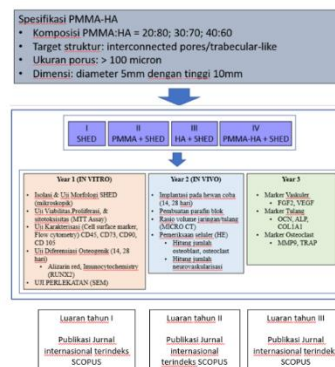 Spesifikasi PMMA-HA
• Komposisi PMMA:HA = 20:80; 30:70; 40:60
• Target struktur: interconnected pores/trabecular-like
• Ukuran porus: > 100 micron
• Dimensi: diameter 5mm dengan tinggi 10mm
I
SHED
II
PMMA + SHED
III
HA + SHED
IV
PMMA-HA + SHED
Year 1 (IN VITRO)
• Isolasi & Uji Morfologi SHED
(mikroskopik)
• Uji Viabilitas,Proliferasi, &
sitotoksisitas (MTT Assay)
• Uji Karakterisasi (Cell surface marker,
Flow cytometry) CD45, CD73, CD90,
CD 105
• Uji Diferensiasi Osteogenik (14, 28
hari)
• Alizarin red, Imunocytochemistry
(RUNX2)
• UJI PERLEKATAN (SEM)
Year 2 (IN VIVO)
• Implantasi pada hewan coba
(14, 28 hari)
• Pembuatan parafin blok
• Rasio volume jaringan/tulang
(MICRO CT)
• Pemeriksaan seluler (HE)
• Hitung jumlah
osteoblast, osteoclast
• Hitung jumlah
neurovaskularisasi
Year 3
• Marker Vaskuler
• FGF2, VEGF
• Marker Tulang
• OCN, ALP,
COL1A1
• Marker Osteoclast
• MMP9, TRAP
Luaran tahun I
Publikasi Jurnal
internasional terindeks
SCOPUS
Luaran tahun II
Publikasi Jurnal
internasional
terindeks SCOPUS
Luaran tahun III
Publikasi Jurnal
internasional terindeks
SCOPUS